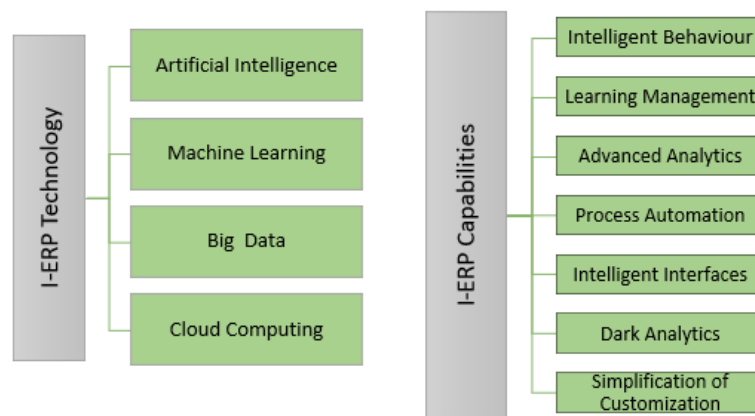 I-ERP Technology
Artificial Intelligence
Machine Learning
Big Data
Cloud Computing
I-ERP Capabilities
Intelligent Behaviour
Learning Management
Advanced Analytics
Process Automation
Intelligent Interfaces
Dark Analytics
Simplification of
Customization